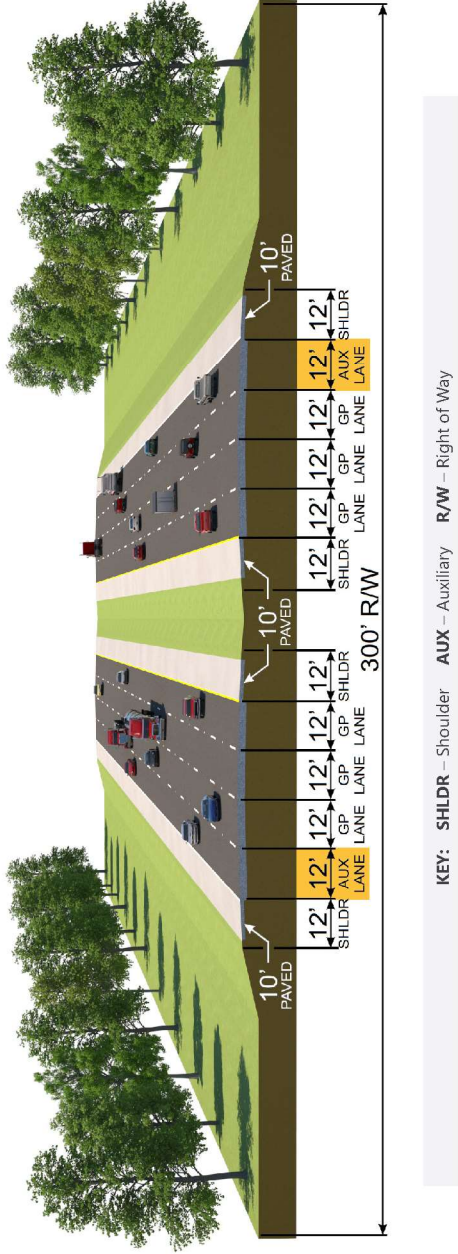 10'
PAVED
10'
PAVED
10'
PAVED
12'
SHLDR
12'
AUX
LANE
12'
GP
LANE
12'
GP
LANE
12'
GP
LANE
12'
SHLDR
12'
SHLDR
12'
GP
LANE
12'
GP
LANE
12'
GP
LANE
12'
AUX
LANE
12'
SHLDR
300' R/W
KEY: SHLDR – Shoulder AUX – Auxiliary R/W – Right of Way